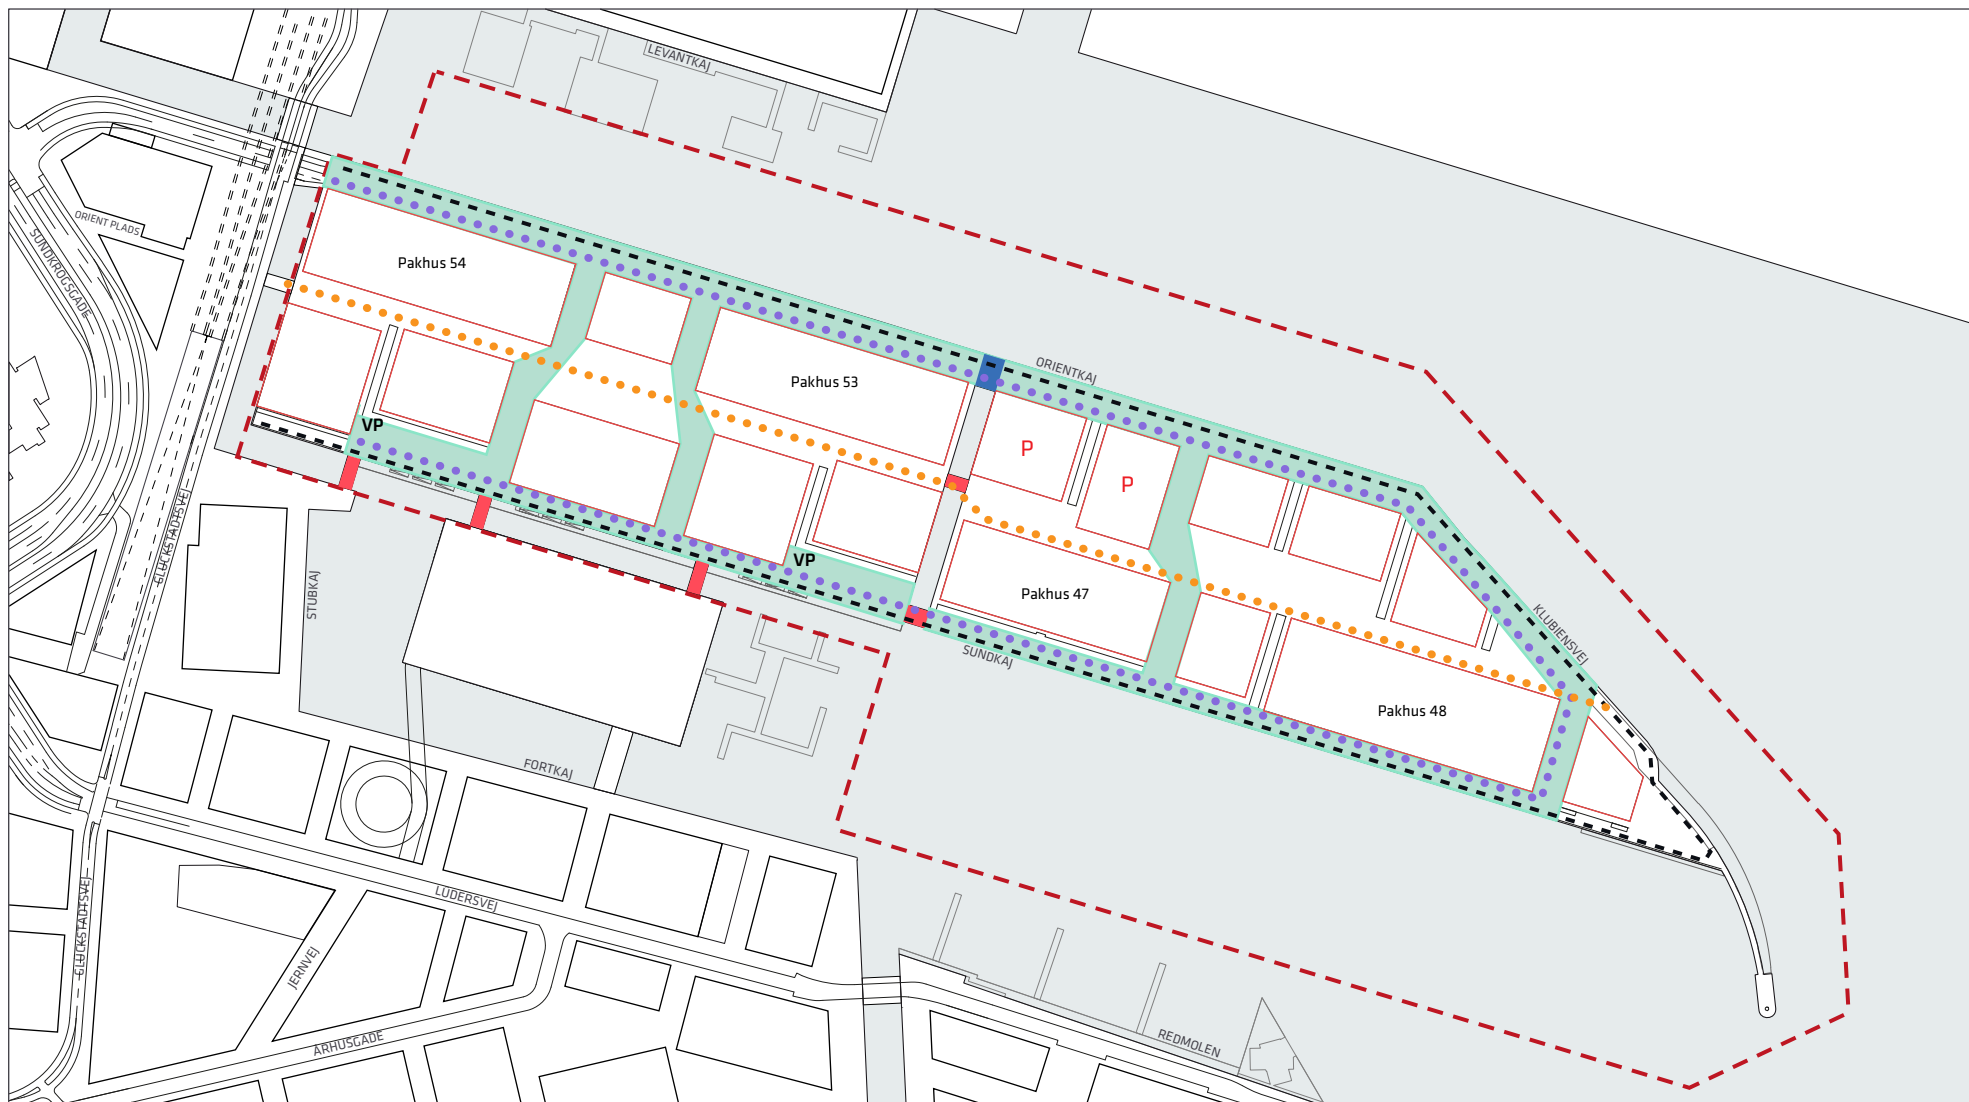 LEVANTKAJ
ORIENT PLADS
SUNDKROGSGADE
Pakhus 54
Pakhus 53
ORIENTKAJ
VP
P
P
GLÜCKSTADTSVEJ
STUBKAJ
VP
Pakhus 47
SUNDKAJ
KLUBIENSVEJ
Pakhus 48
FORTKAJ
LUDERSVEJ
GLÜCKSTADTSVEJ
JERNVEJ
ÅRHUSGADE
REDMOLEN